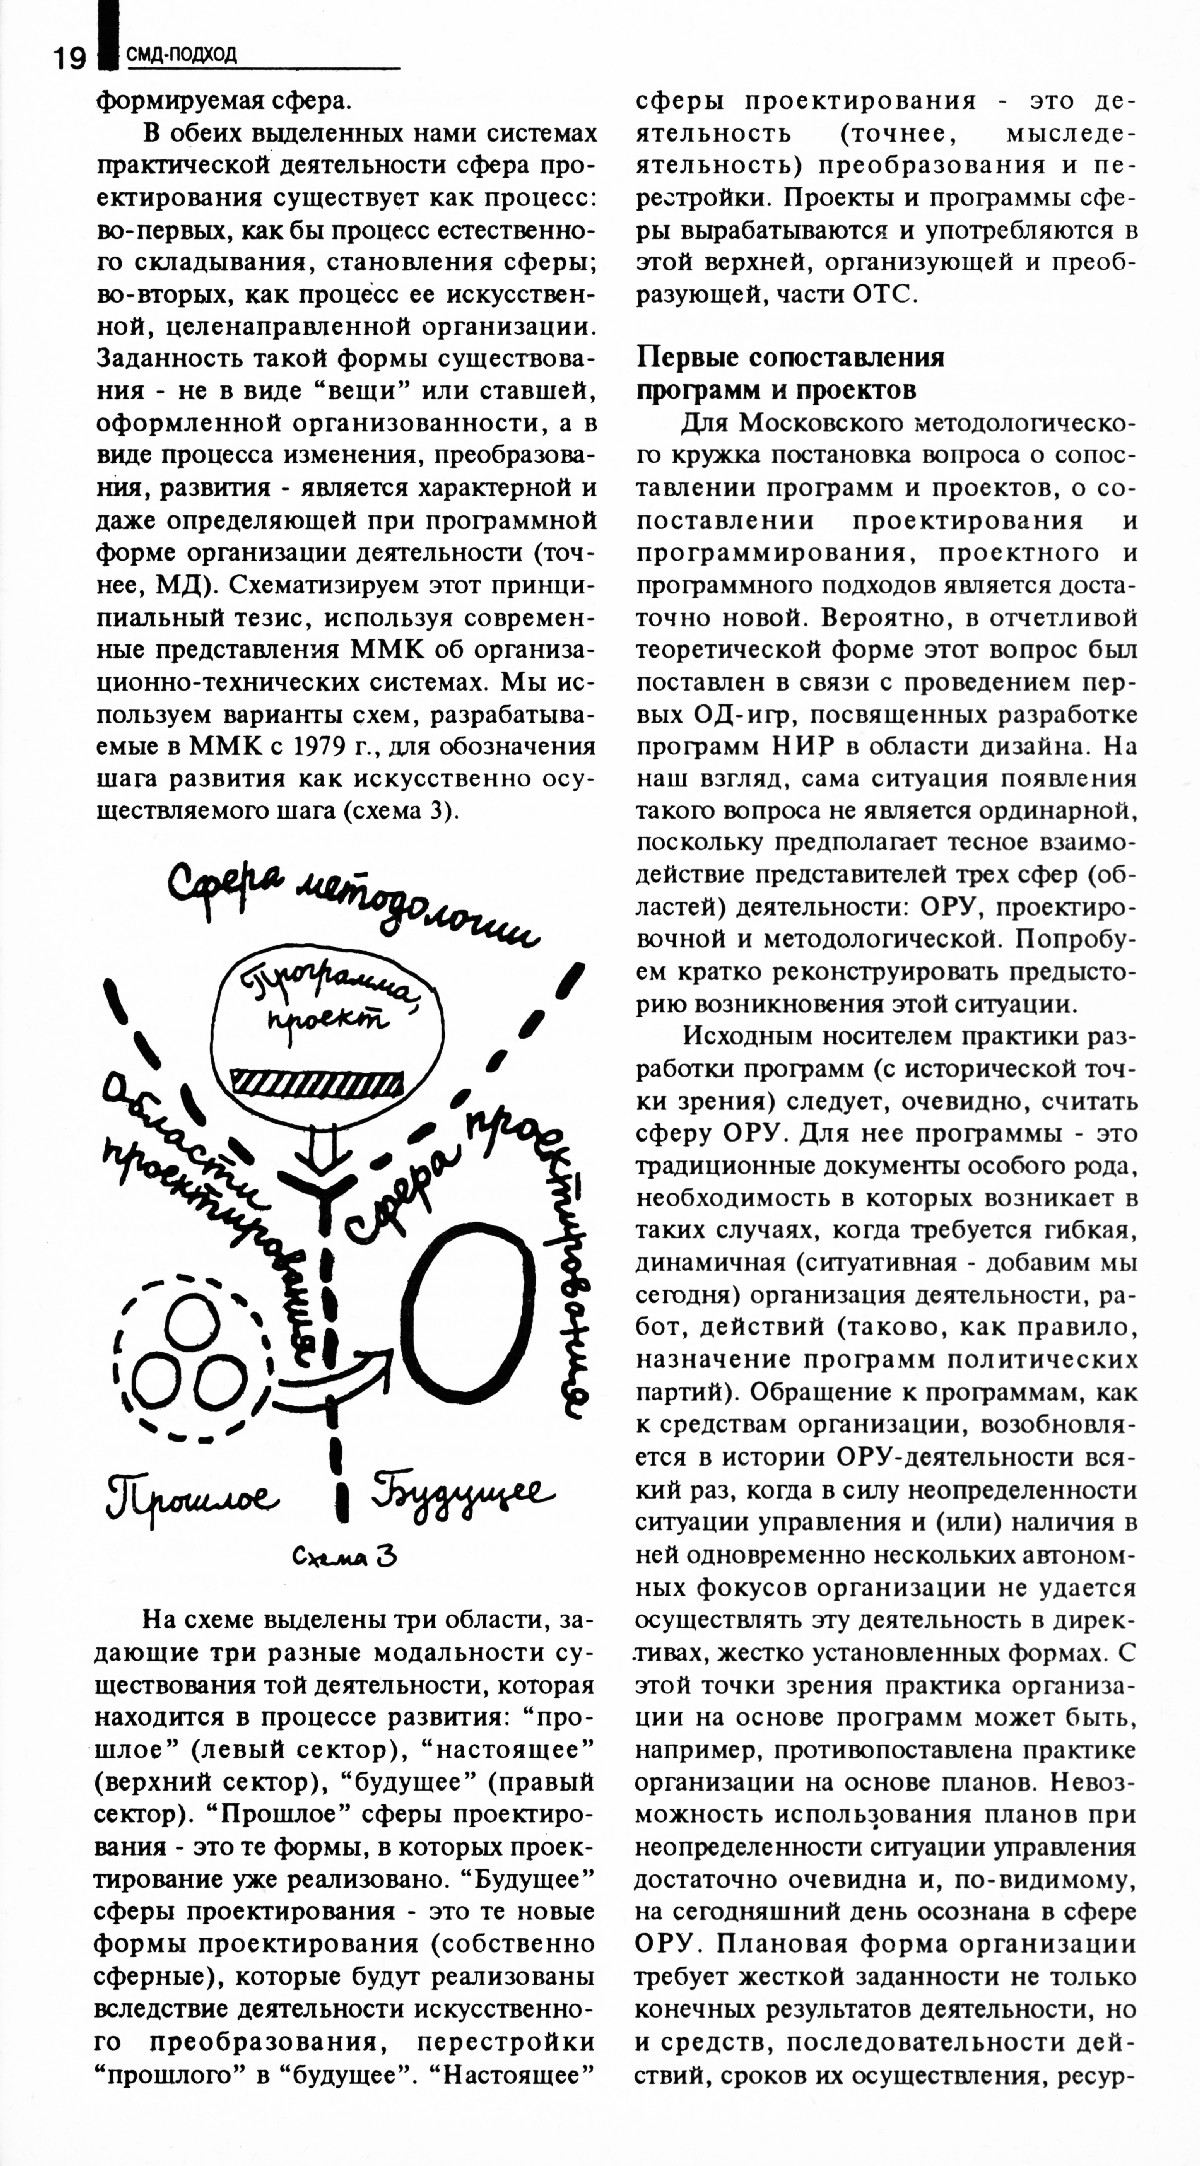 19 СМД-ПОДХОД
формируемая сфера.
В обеих выделенных нами системах
практической деятельности сфера про-
ектирования существует как процесс:
во-первых, как бы процесс естественно-
го складывания, становления сферы;
во-вторых, как процесс ее искусствен-
ной, целенаправленной организации.
Заданность такой формы существова-
ния - не в виде “вещи” или ставшей,
оформленной организованности, а в
виде процесса изменения, преобразова-
ния, развития - является характерной и
даже определяющей при программной
форме организации деятельности (точ-
нее, МД). Схематизируем этот принци-
пиальный тезис, используя современ-
ные представления ММК об организа-
ционно-технических системах. Мы ис-
пользуем варианты схем, разрабатыва-
емые в ММК с 1979 г., для обозначения
шага развития как искусственно осу-
ществляемого шага (схема 3).
Сфера методологии
Программа,
проект
Области
проектирования
Сфера проектирования
Прошлое
Будущее
Схема 3
На схеме выделены три области, за-
дающие три разные модальности су-
ществования той деятельности, которая
находится в процессе развития: “про-
шлое” (левый сектор), “настоящее”
(верхний сектор), “будущее” (правый
сектор). “Прошлое” сферы проектиро-
вания - это те формы, в которых проек-
тирование уже реализовано. “Будущее”
сферы проектирования - это те новые
формы проектирования (собственно
сферные), которые будут реализованы
вследствие деятельности искусственно-
го преобразования, перестройки
“прошлого” в “будущее”. “Настоящее”
сферы проектирования - это де-
ятельность (точнее, мыследе-
ятельность) преобразования и пе-
рестройки. Проекты и программы сфе-
ры вырабатываются и употребляются в
этой верхней, организующей и преоб-
разующей, части ОТС.
Первые сопоставления
программ и проектов
Для Московского методологическо-
го кружка постановка вопроса о сопос-
тавлении программ и проектов, о со-
поставлении проектирования и
программирования, проектного и
программного подходов является доста-
точно новой. Вероятно, в отчетливой
теоретической форме этот вопрос был
поставлен в связи с проведением пер-
вых ОД-игр, посвященных разработке
программ НИР в области дизайна. На
наш взгляд, сама ситуация появления
такого вопроса не является ординарной,
поскольку предполагает тесное взаимо-
действие представителей трех сфер (об-
ластей) деятельности: ОРУ, проектиро-
вочной и методологической. Попробу-
ем кратко реконструировать предысто-
рию возникновения этой ситуации.
Исходным носителем практики раз-
работки программ (с исторической точ-
ки зрения) следует, очевидно, считать
сферу ОРУ. Для нее программы - это
традиционные документы особого рода,
необходимость в которых возникает в
таких случаях, когда требуется гибкая,
динамичная (ситуативная - добавим мы
сегодня) организация деятельности, ра-
бот, действий (таково, как правило,
назначение программ политических
партий). Обращение к программам, как
к средствам организации, возобновля-
ется в истории ОРУ-деятельности вся-
кий раз, когда в силу неопределенности
ситуации управления и (или) наличия в
ней одновременно нескольких автоном-
ных фокусов организации не удается
осуществлять эту деятельность в дирек-
тивах, жестко установленных формах. С
этой точки зрения практика организа-
ции на основе программ может быть,
например, противопоставлена практике
организации на основе планов. Невоз-
можность использования планов при
неопределенности ситуации управления
достаточно очевидна и, по-видимому,
на сегодняшний день осознана в сфере
ОРУ. Плановая форма организации
требует жесткой заданности не только
конечных результатов деятельности, но
и средств, последовательности дей-
ствий, сроков их осуществления, ресур-